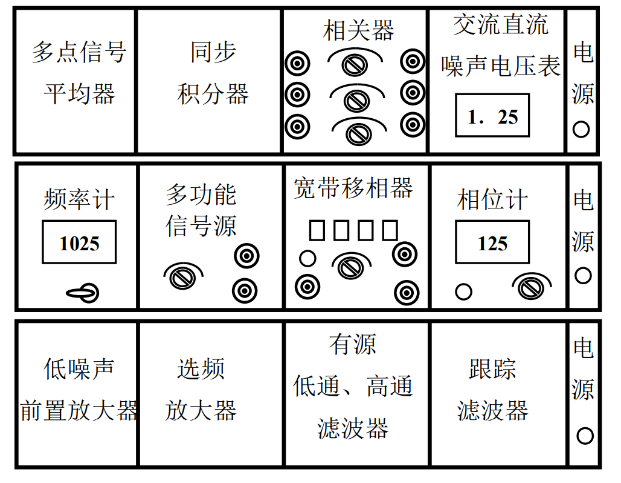 多点信号
平均器
同步
积分器
相关器
交流直流
噪声电压表
1. 25
电
源
频率计
1025
多功能
信号源
宽带移相器
相位计
125
电
源
低噪声
前置放大器
选频
放大器
有源
低通、高通
滤波器
跟踪
滤波器
电
源